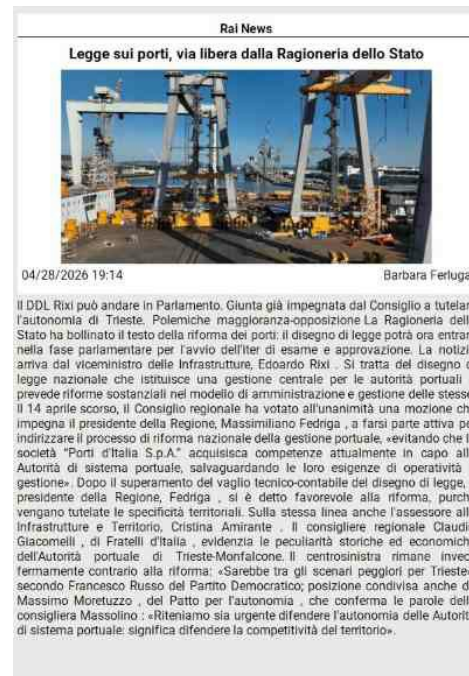 Rai News
Legge sui porti, via libera dalla Ragioneria dello Stato
04/28/2026 19:14 Barbara Ferluga
Il DDL Rixi può andare in Parlamento. Giunta già impegnata dal Consiglio a tutelar
l'autonomia di Trieste. Polemiche maggioranza-opposizione La Ragioneria dell
Stato ha bollinato il testo della riforma dei porti: il disegno di legge potrà ora entrar
nella fase parlamentare per l'avvio dell'iter di esame e approvazione. La notizi
arriva dal viceministro delle Infrastrutture, Edoardo Rixi . Si tratta del disegno d
legge nazionale che istituisce una gestione centrale per le autorità portuali
prevede riforme sostanziali nel modello di amministrazione e gestione delle stesse
Il 14 aprile scorso, il Consiglio regionale ha votato all'unanimità una mozione ch
impegna il presidente della Regione, Massimiliano Fedriga , a farsi parte attiva pe
indirizzare il processo di riforma nazionale della gestione portuale, «evitando che l
società "Porti d'Italia S.p.A." acquisisca competenze attualmente in capo all
Autorità di sistema portuale, salvaguardando le loro esigenze di operatività
gestione». Dopo il superamento del vaglio tecnico-contabile del disegno di legge,
presidente della Regione, Fedriga , si è detto favorevole alla riforma, purch
vengano tutelate le specificità territoriali. Sulla stessa linea anche l'assessore all
Infrastrutture e Territorio, Cristina Amirante . Il consigliere regionale Claudi
Giacomelli , di Fratelli d'Italia , evidenzia le peculiarità storiche ed economich
dell'Autorità portuale di Trieste-Monfalcone. Il centrosinistra rimane invec
fermamente contrario alla riforma: «Sarebbe tra gli scenari peggiori per Trieste»
secondo Francesco Russo del Partito Democratico; posizione condivisa anche d
Massimo Moretuzzo , del Patto per l'autonomia , che conferma le parole dell
consigliera Massolino : «Riteniamo sia urgente difendere l'autonomia delle Autorit
di sistema portuale: significa difendere la competitività del territorio».